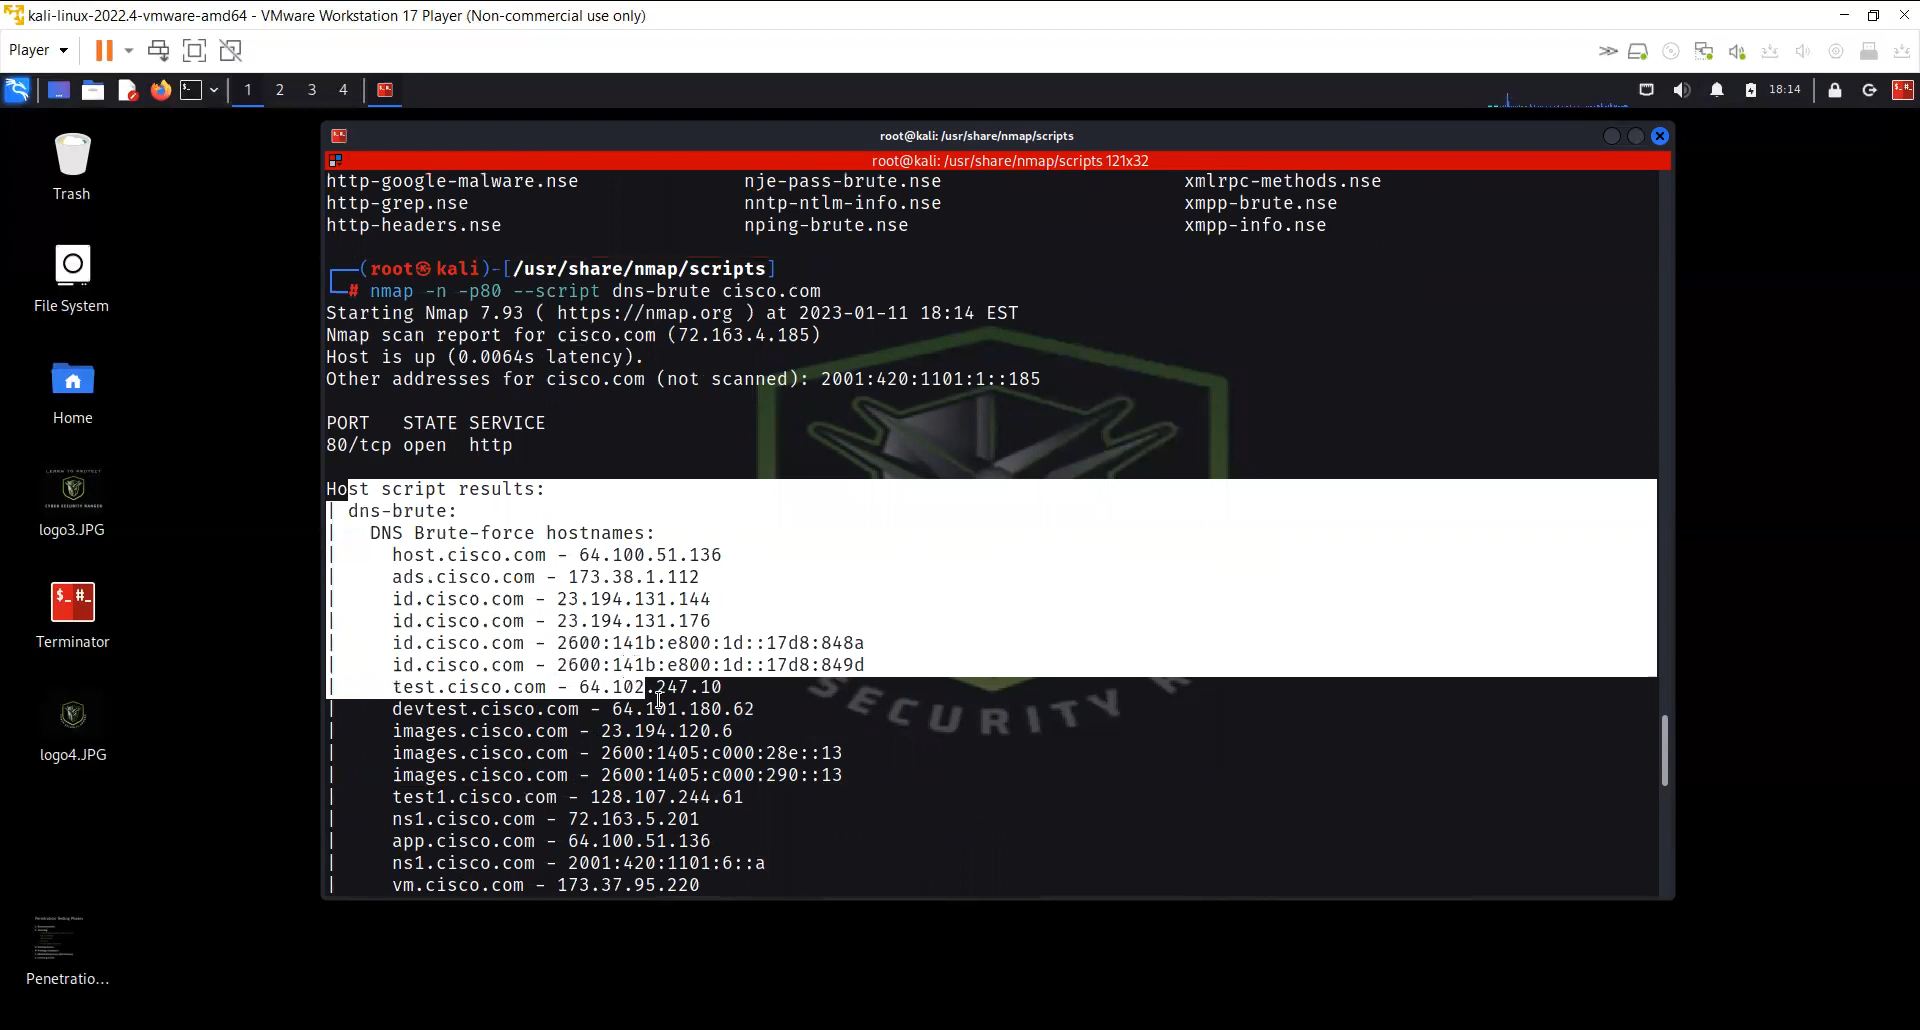 kali-linux-2022.4-vmware-amd64 - VMware Workstation 17 Player (Non-commercial use only)
Player
1 2 3 4
18:14
root@kali: /usr/share/nmap/scripts
root@kali: /usr/share/nmap/scripts 121x32
http-google-malware.nse nje-pass-brute.nse xmlrpc-methods.nse
http-grep.nse nntp-ntlm-info.nse xmpp-brute.nse
http-headers.nse nping-brute.nse xmpp-info.nse
(root㉿kali)-[/usr/share/nmap/scripts]
# nmap -n -p80 --script dns-brute cisco.com
Starting Nmap 7.93 ( https://nmap.org ) at 2023-01-11 18:14 EST
Nmap scan report for cisco.com (72.163.4.185)
Host is up (0.0064s latency).
Other addresses for cisco.com (not scanned): 2001:420:1101:1::185
PORT STATE SERVICE
80/tcp open http
Host script results:
| dns-brute:
| DNS Brute-force hostnames:
| host.cisco.com - 64.100.51.136
| ads.cisco.com - 173.38.1.112
| id.cisco.com - 23.194.131.144
| id.cisco.com - 23.194.131.176
| id.cisco.com - 2600:141b:e800:1d::17d8:848a
| id.cisco.com - 2600:141b:e800:1d::17d8:849d
| test.cisco.com - 64.102.247.10
| devtest.cisco.com - 64.101.180.62
| images.cisco.com - 23.194.120.6
| images.cisco.com - 2600:1405:c000:28e::13
| images.cisco.com - 2600:1405:c000:290::13
| test1.cisco.com - 128.107.244.61
| ns1.cisco.com - 72.163.5.201
| app.cisco.com - 64.100.51.136
| ns1.cisco.com - 2001:420:1101:6::a
| vm.cisco.com - 173.37.95.220
SECURITY R
Trash
File System
Home
LEARN TO PROTECT
CYBER SECURITY RANGER
logo3.JPG
$_ #_
Terminator
logo4.JPG
Penetration Testing Phases
Penetratio...